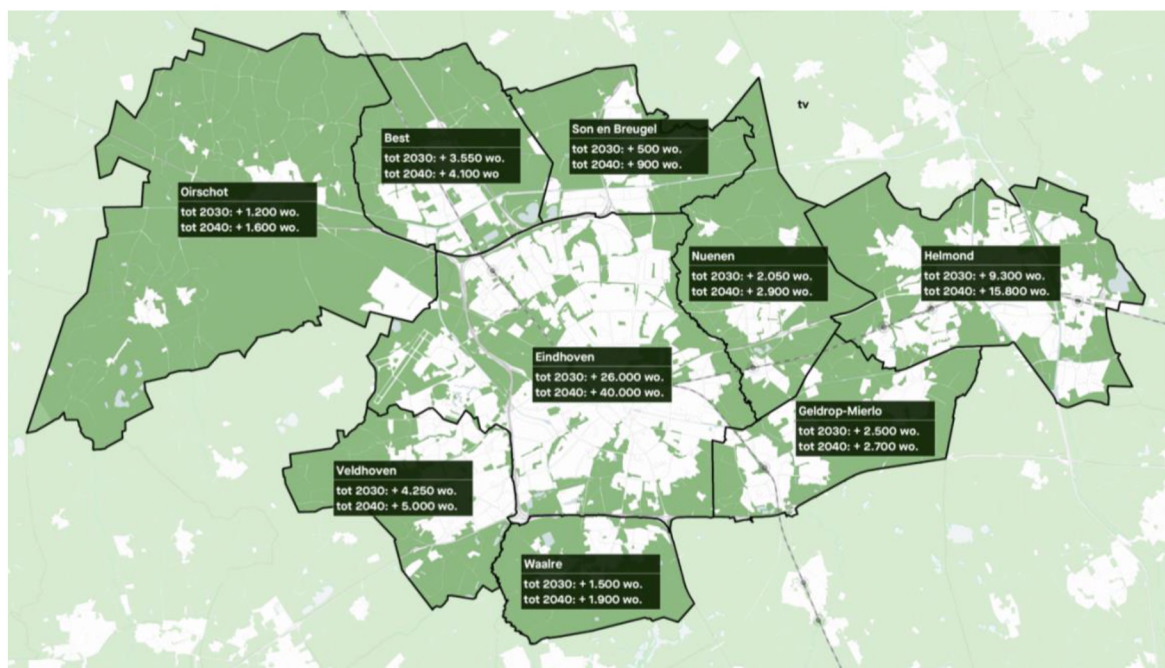 tv
Son en Breugel
tot 2030: + 500 wo.
tot 2040: + 900 wo.
Best
tot 2030: + 3.550 wo.
tot 2040: + 4.100 wo
Oirschot
tot 2030: + 1.200 wo.
tot 2040: + 1.600 wo.
Nuenen
tot 2030: + 2.050 wo.
tot 2040: + 2.900 wo.
Helmond
tot 2030: + 9.300 wo.
tot 2040: + 15.800 wo.
Eindhoven
tot 2030: + 26.000 wo.
tot 2040: + 40.000 wo.
Geldrop-Mierlo
tot 2030: + 2.500 wo.
tot 2040: + 2.700 wo.
Veldhoven
tot 2030: + 4.250 wo.
tot 2040: + 5.000 wo.
Waalre
tot 2030: + 1.500 wo.
tot 2040: + 1.900 wo.